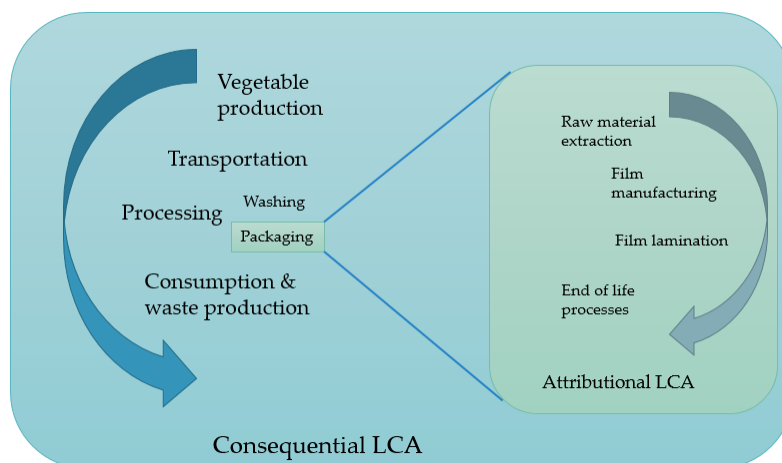 Vegetable
production
Transportation
Processing
Washing
Packaging
Consumption &
waste production
Consequential LCA
Raw material
extraction
Film
manufacturing
Film lamination
End of life
processes
Attributional LCA